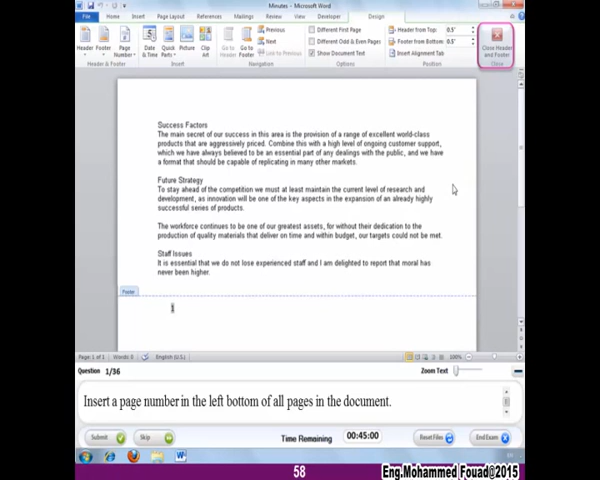 Minutes - Microsoft Word
File Home Insert Page Layout References Mailings Review View Developer Design
Header Footer Page Number
Date & Time Quick Parts Picture Clip Art
Go to Header Go to Footer
Previous
Next
Link to Previous
Different First Page
Different Odd & Even Pages
Show Document Text
Header from Top: 0.5"
Footer from Bottom: 0.5"
Insert Alignment Tab
Close Header and Footer
Header & Footer Insert Navigation Options Position Close
Success Factors
The main secret of our success in this area is the provision of a range of excellent world-class
products that are aggressively priced. Combine this with a high level of ongoing customer support,
which we have always believed to be an essential part of any dealings with the public, and we have
a format that should be capable of replicating in many other markets.
Future Strategy
To stay ahead of the competition we must at least maintain the current level of research and
development, as innovation will be one of the key aspects in the expansion of an already highly
successful series of products.
The workforce continues to be one of our greatest assets, for without their dedication to the
production of quality materials that deliver on time and within budget, our targets could not be met.
Staff Issues
It is essential that we do not lose experienced staff and I am delighted to report that moral has
never been higher.
Footer
1
Page: 1 of 1 Words: 0 English (U.S.) 100%
Question 1/36 Zoom Text
Insert a page number in the left bottom of all pages in the document.
Submit Skip Time Remaining 00:45:00 Reset Files End Exam
EN
58 Eng.Mohammed Fouad@2015